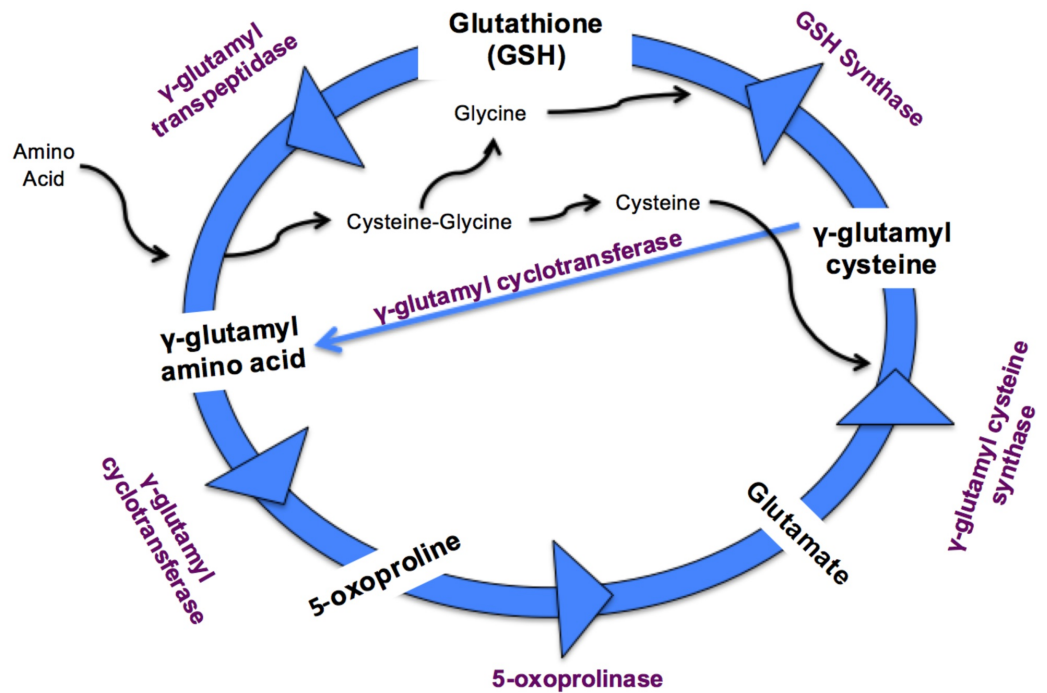 Glutathione
(GSH)
γ-glutamyl
transpeptidase
GSH Synthase
Glycine
Amino
Acid
Cysteine-Glycine
Cysteine
γ-glutamyl
cysteine
γ-glutamyl cyclotransferase
γ-glutamyl
amino acid
γ-glutamyl cysteine
synthase
γ-glutamyl
cyclotransferase
Glutamate
5-oxoproline
5-oxoprolinase